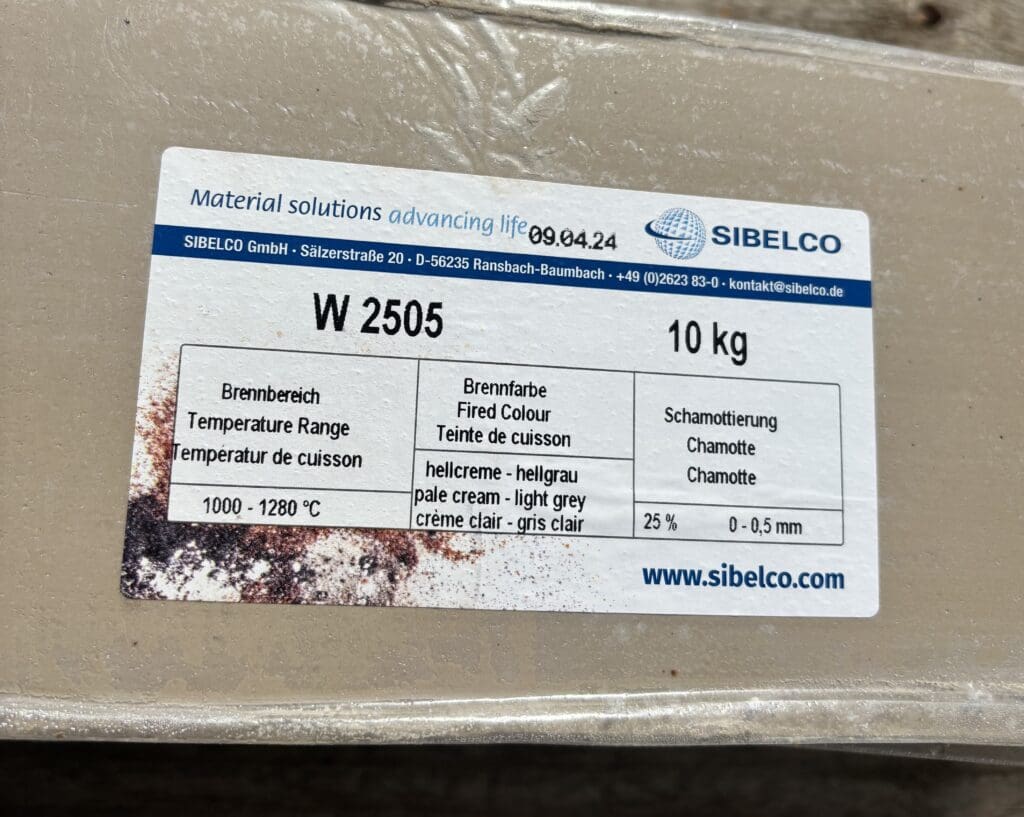 Material solutions advancing life 09.04.24 SIBELCO
SIBELCO GmbH · Sälzerstraße 20 · D-56235 Ransbach-Baumbach · +49 (0)2623 83-0 · kontakt@sibelco.de
W 2505 10 kg
Brennbereich
Temperature Range
Températur de cuisson
1000 - 1280 °C
Brennfarbe
Fired Colour
Teinte de cuisson
hellcreme - hellgrau
pale cream - light grey
crème clair - gris clair
Schamottierung
Chamotte
Chamotte
25 % 0 - 0,5 mm
www.sibelco.com